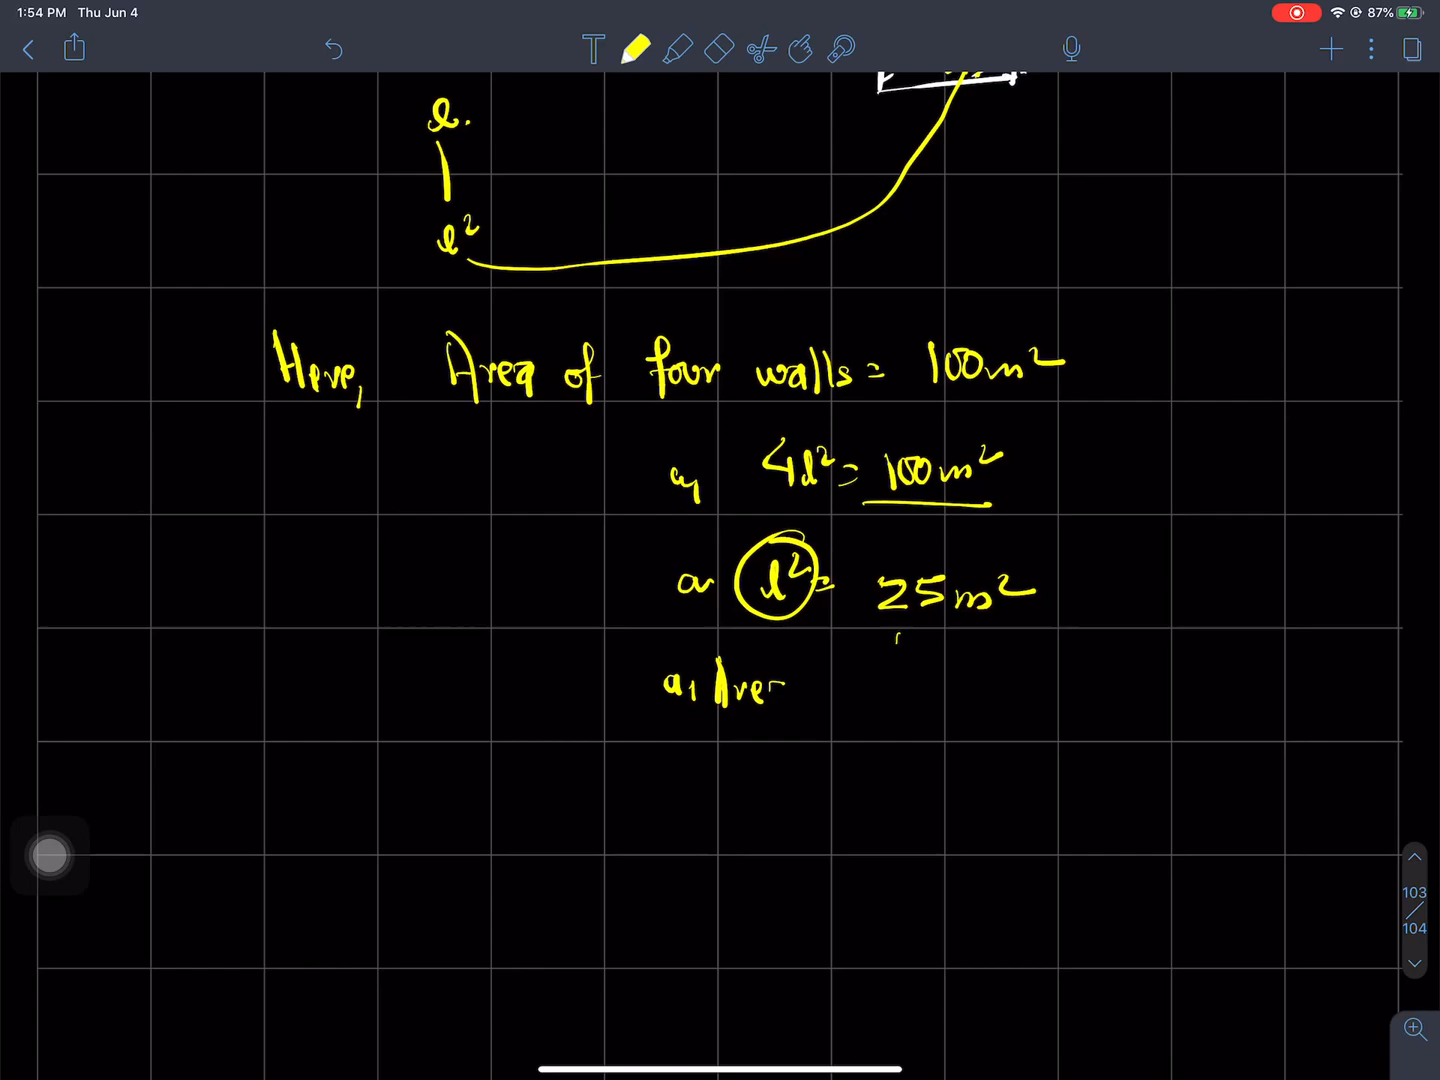 1:54 PM Thu Jun 4
87%
l.
l²
Here, Area of four walls = 100m²
or, 4l² = 100m²
or l² = 25m²
or, Are
103
104